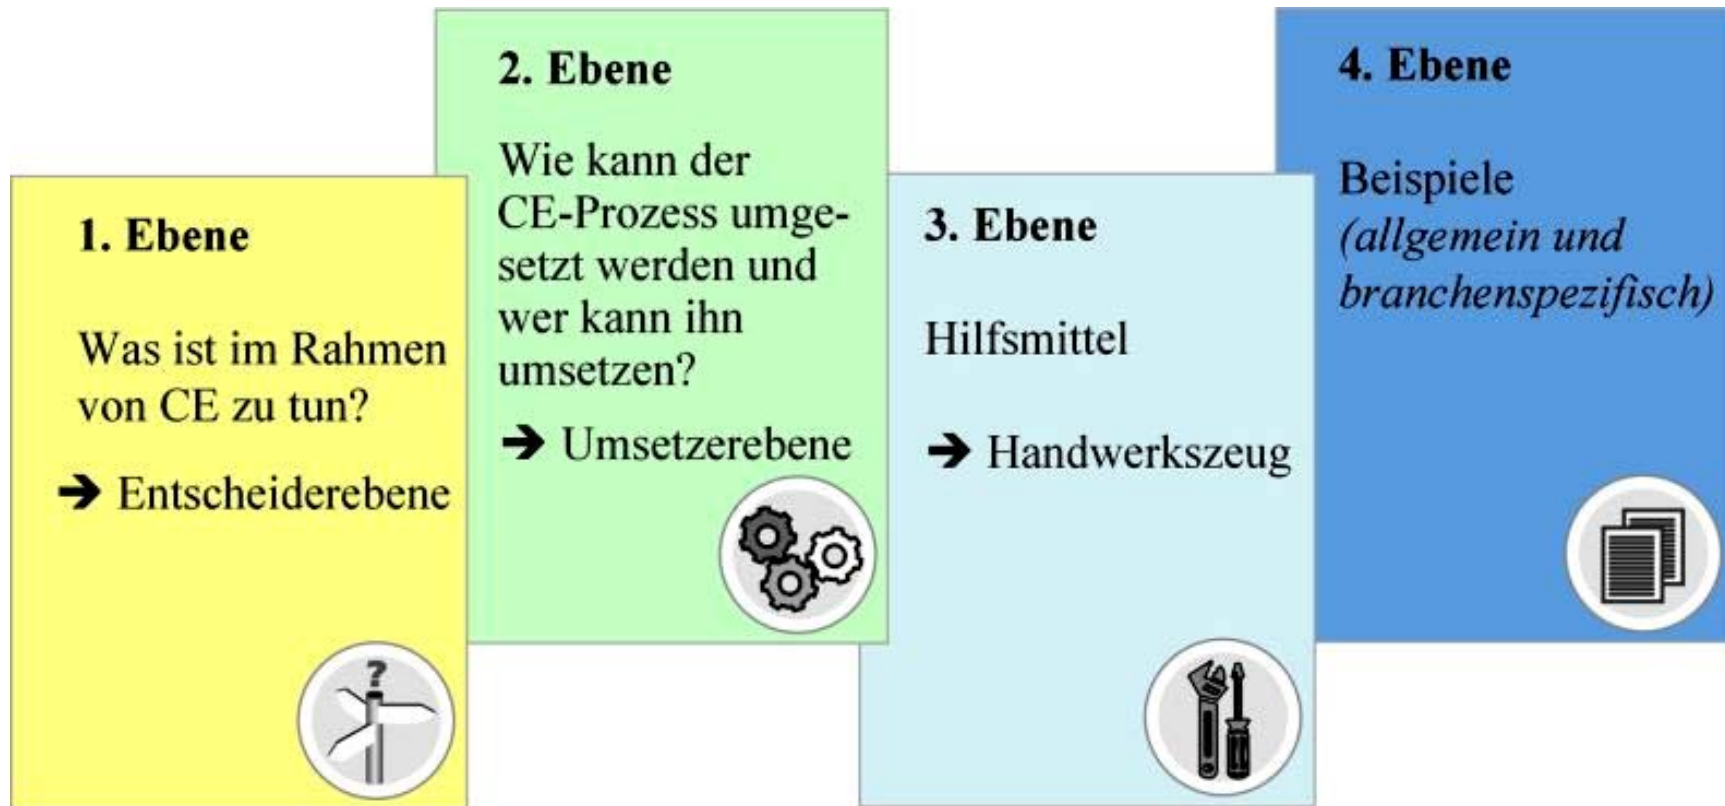 1. Ebene
Was ist im Rahmen
von CE zu tun?
➔ Entscheiderebene
?
2. Ebene
Wie kann der
CE-Prozess umge-
setzt werden und
wer kann ihn
umsetzen?
➔ Umsetzerebene
3. Ebene
Hilfsmittel
➔ Handwerkszeug
4. Ebene
Beispiele
(allgemein und
branchenspezifisch)